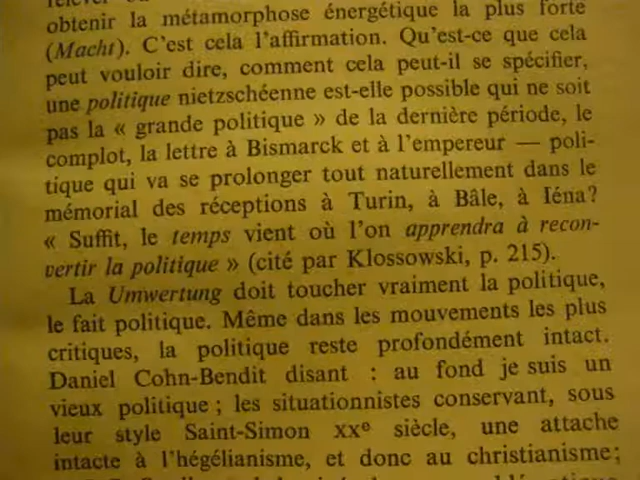 obtenir la métamorphose énergétique la plus forte
(Macht). C'est cela l'affirmation. Qu'est-ce que cela
peut vouloir dire, comment cela peut-il se spécifier,
une politique nietzschéenne est-elle possible qui ne soit
pas la « grande politique » de la dernière période, le
complot, la lettre à Bismarck et à l'empereur — poli-
tique qui va se prolonger tout naturellement dans le
mémorial des réceptions à Turin, à Bâle, à Iéna?
« Suffit, le temps vient où l'on apprendra à recon-
vertir la politique » (cité par Klossowski, p. 215).
La Umwertung doit toucher vraiment la politique,
le fait politique. Même dans les mouvements les plus
critiques, la politique reste profondément intact.
Daniel Cohn-Bendit disant : au fond je suis un
vieux politique ; les situationnistes conservant, sous
leur style Saint-Simon XXe siècle, une attache
intacte à l'hégélianisme, et donc au christianisme;